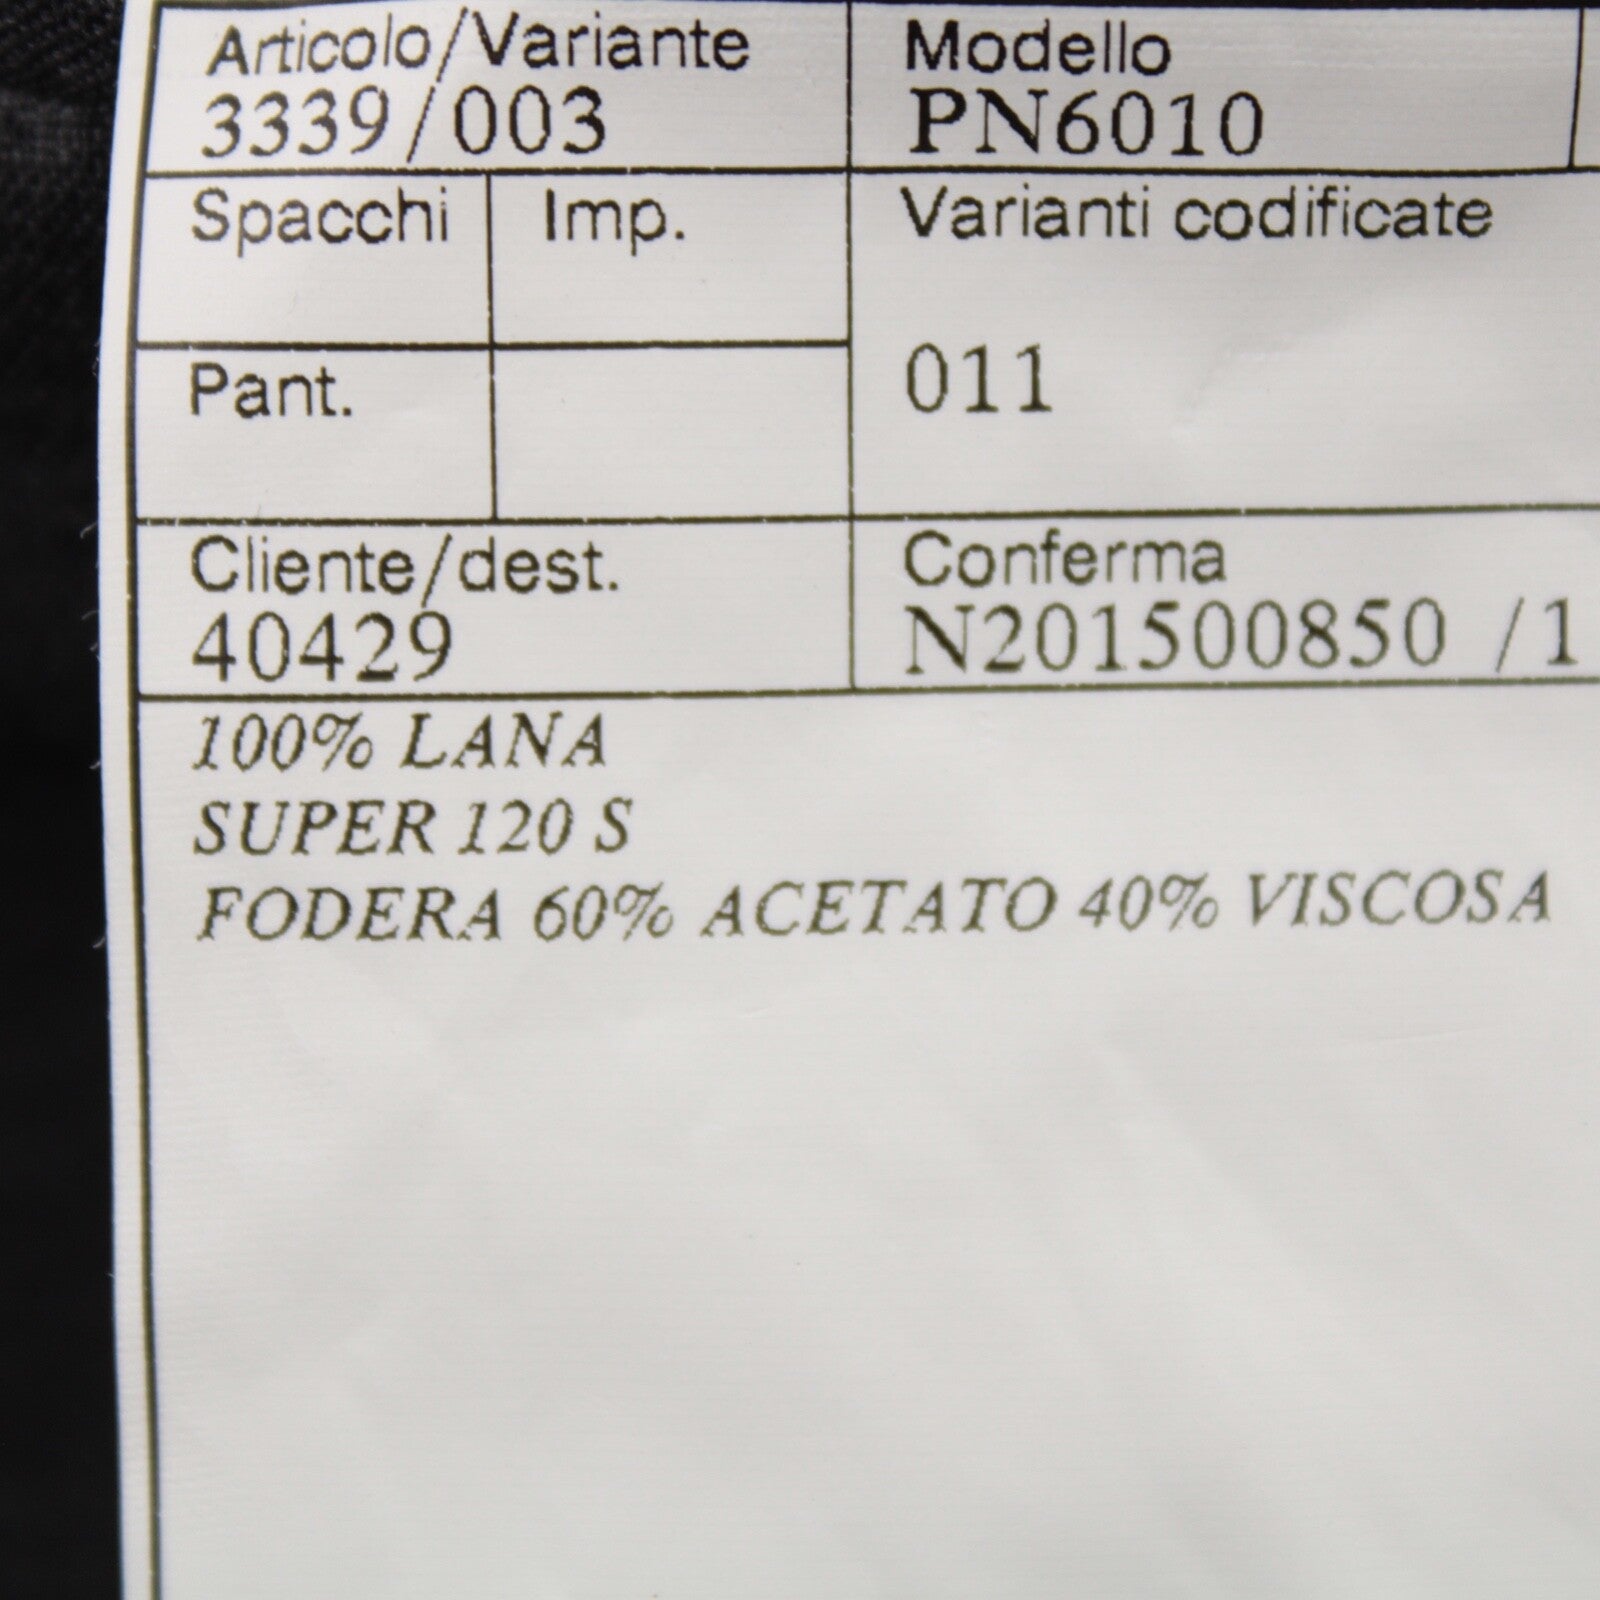 Articolo/Variante
3339/003
Modello
PN6010
Spacchi
Imp.
Varianti codificate
011
Pant.
Cliente/dest.
40429
Conferma
N201500850 /1
100% LANA
SUPER 120 S
FODERA 60% ACETATO 40% VISCOSA